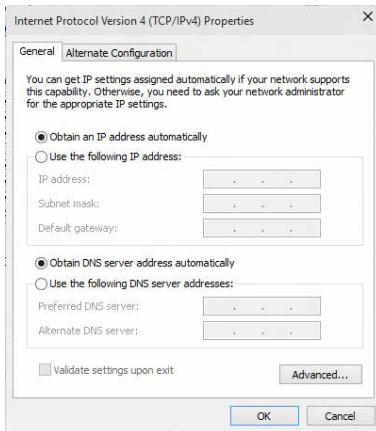 Internet Protocol Version 4 (TCP/IPv4) Properties
General
Alternate Configuration
You can get IP settings assigned automatically if your network supports
this capability. Otherwise, you need to ask your network administrator
for the appropriate IP settings.
Obtain an IP address automatically
Use the following IP address:
IP address:
Subnet mask:
Default gateway:
Obtain DNS server address automatically
Use the following DNS server addresses:
Preferred DNS server:
Alternate DNS server:
Validate settings upon exit
Advanced...
OK
Cancel